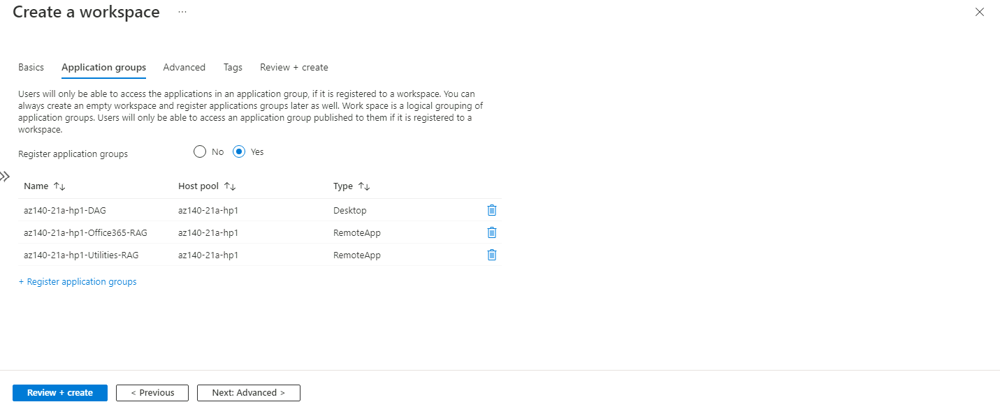 Create a workspace ...
Basics Application groups Advanced Tags Review + create
Users will only be able to access the applications in an application group, if it is registered to a workspace. You can
always create an empty workspace and register applications groups later as well. Work space is a logical grouping of
application groups. Users will only be able to access an application group published to them if it is registered to a
workspace.
Register application groups No Yes
Name ↑↓ Host pool ↑↓ Type ↑↓
az140-21a-hp1-DAG az140-21a-hp1 Desktop
az140-21a-hp1-Office365-RAG az140-21a-hp1 RemoteApp
az140-21a-hp1-Utilities-RAG az140-21a-hp1 RemoteApp
+ Register application groups
Review + create < Previous Next: Advanced >